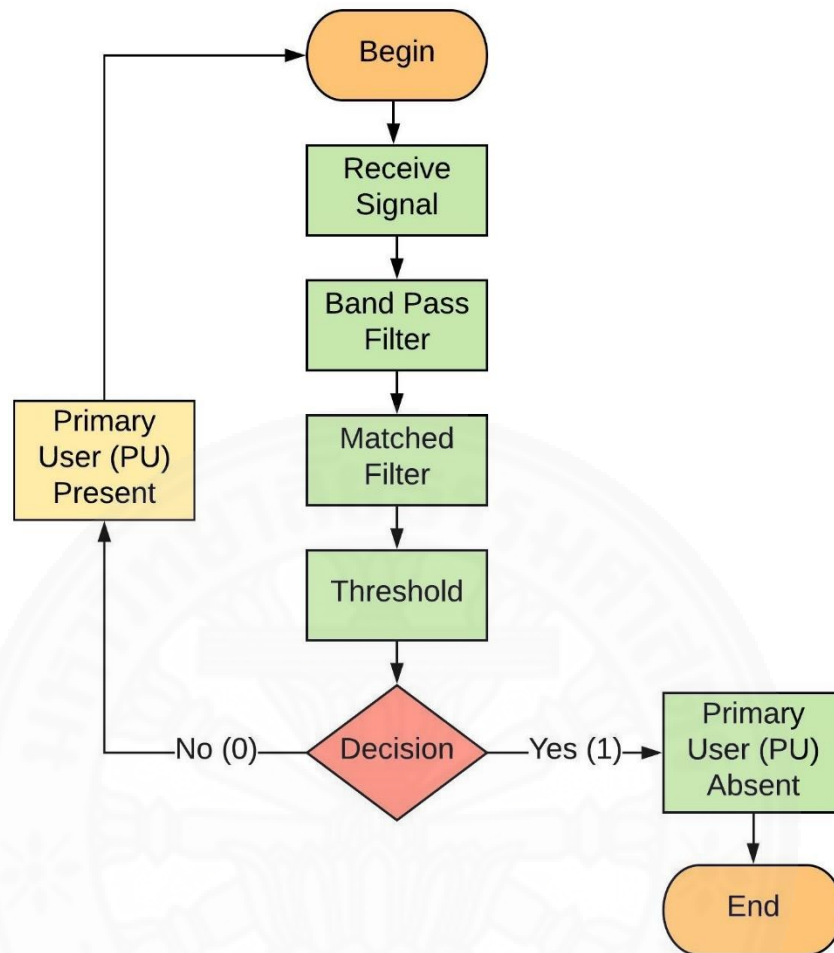 Begin
Receive
Signal
Band Pass
Filter
Matched
Filter
Threshold
Decision
No (0)
Yes (1)
Primary
User (PU)
Present
Primary
User (PU)
Absent
End